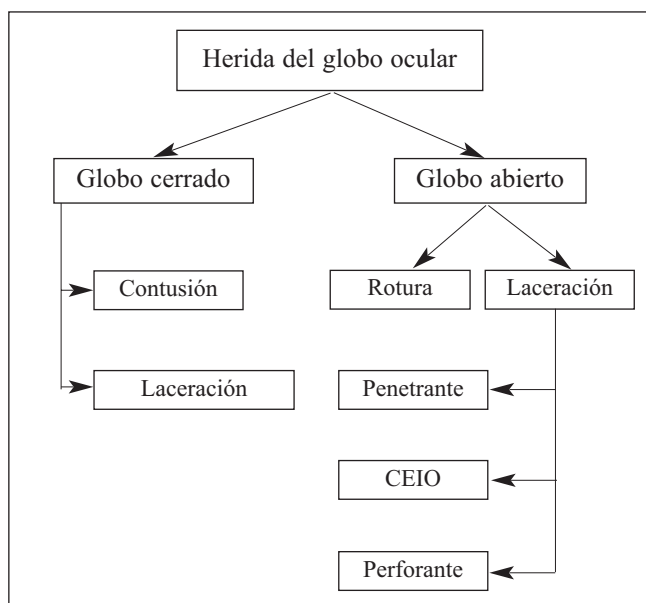 Herida del globo ocular
Globo cerrado
Globo abierto
Contusión
Rotura
Laceración
Laceración
Penetrante
CEIO
Perforante